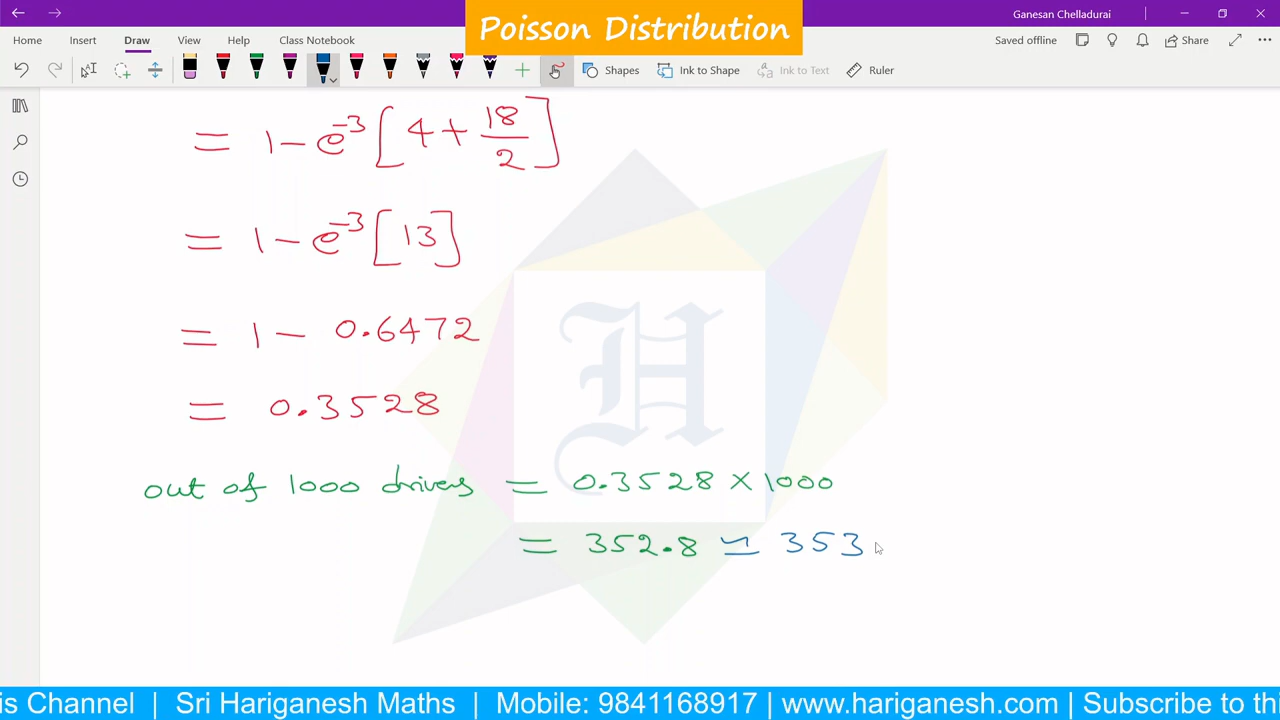 Poisson Distribution
Ganesan Chelladurai
Home Insert Draw View Help Class Notebook
Saved offline Share
Shapes Ink to Shape Ink to Text Ruler
= 1 - e^-3 [4 + 18/2]
= 1 - e^-3 [13]
= 1 - 0.6472
= 0.3528
out of 1000 drivers = 0.3528 × 1000
= 352.8 ≃ 353
H
is Channel | Sri Hariganesh Maths | Mobile: 9841168917 | www.hariganesh.com | Subscribe to thi